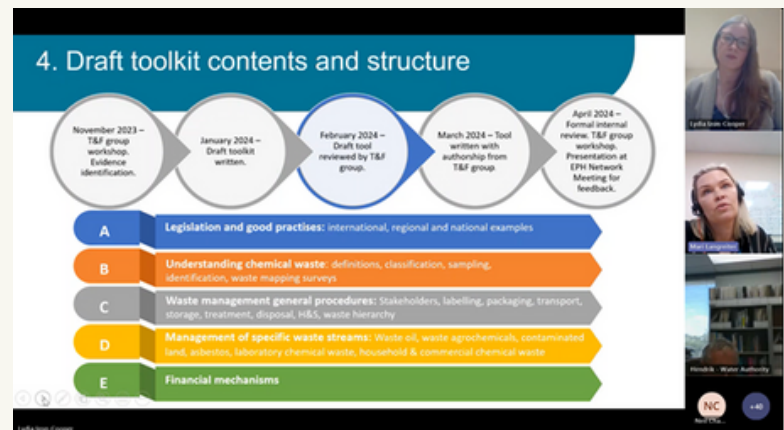 4. Draft toolkit contents and structure
November 2023 –
T&F group
workshop.
Evidence
identification.
January 2024 –
Draft toolkit
written.
February 2024 –
Draft tool
reviewed by T&F
group.
March 2024 – Tool
written with
authorship from
T&F group.
April 2024 –
Formal internal
review. T&F group
workshop.
Presentation at
EPH Network
Meeting for
feedback.
A
Legislation and good practises: international, regional and national examples
B
Understanding chemical waste: definitions, classification, sampling,
identification, waste mapping surveys
C
Waste management general procedures: Stakeholders, labelling, packaging, transport,
storage, treatment, disposal, H&S, waste hierarchy
D
Management of specific waste streams: Waste oil, waste agrochemicals, contaminated
land, asbestos, laboratory chemical waste, household & commercial chemical waste
E
Financial mechanisms
Lydia Izon-Cooper
Hendrik - Water Authority
NC
+40
Lydia Izon-Cooper